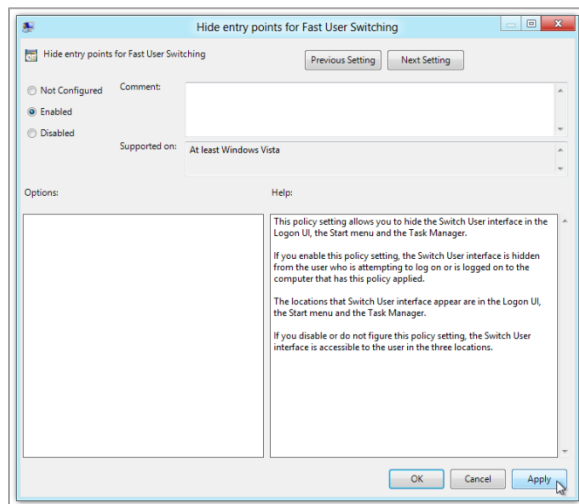 Hide entry points for Fast User Switching
Hide entry points for Fast User Switching
Previous Setting
Next Setting
Not Configured
Comment:
Enabled
Disabled
Supported on:
At least Windows Vista
Options:
Help:
This policy setting allows you to hide the Switch User interface in the
Logon UI, the Start menu and the Task Manager.
If you enable this policy setting, the Switch User interface is hidden
from the user who is attempting to log on or is logged on to the
computer that has this policy applied.
The locations that Switch User interface appear are in the Logon UI,
the Start menu and the Task Manager.
If you disable or do not figure this policy setting, the Switch User
interface is accessible to the user in the three locations.
OK
Cancel
Apply